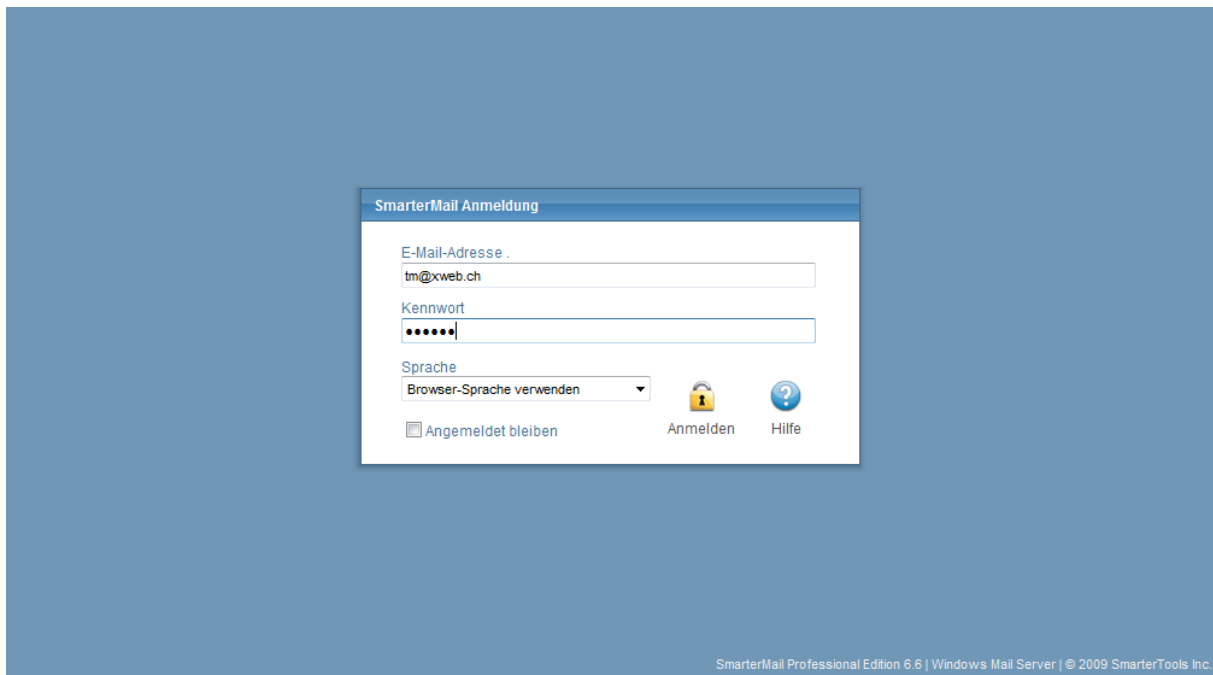 SmarterMail Anmeldung
E-Mail-Adresse .
tm@xweb.ch
Kennwort
••••••
Sprache
Browser-Sprache verwenden
Angemeldet bleiben
Anmelden
Hilfe
SmarterMail Professional Edition 6.6 | Windows Mail Server | © 2009 SmarterTools Inc.